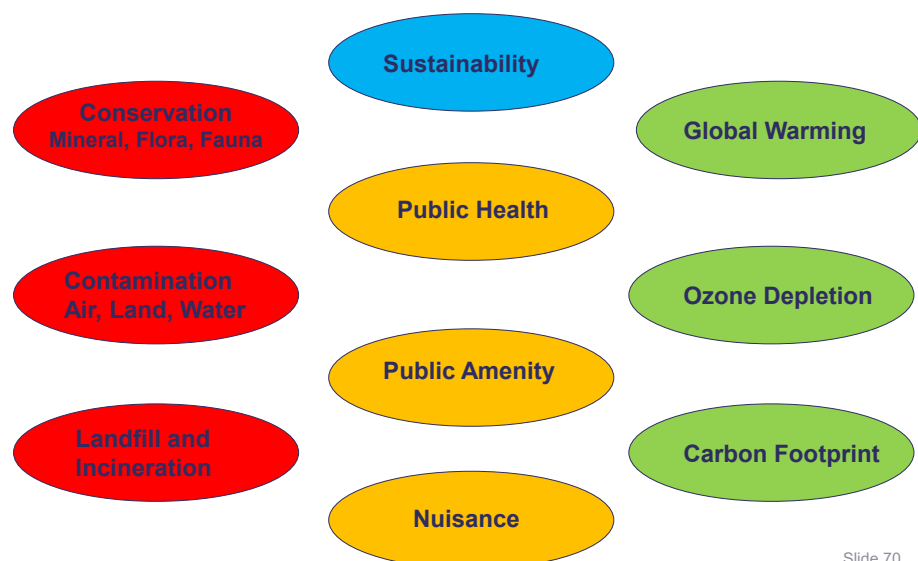 Sustainability
Conservation
Mineral, Flora, Fauna
Global Warming
Public Health
Contamination
Air, Land, Water
Ozone Depletion
Public Amenity
Landfill and
Incineration
Carbon Footprint
Nuisance
Slide 70